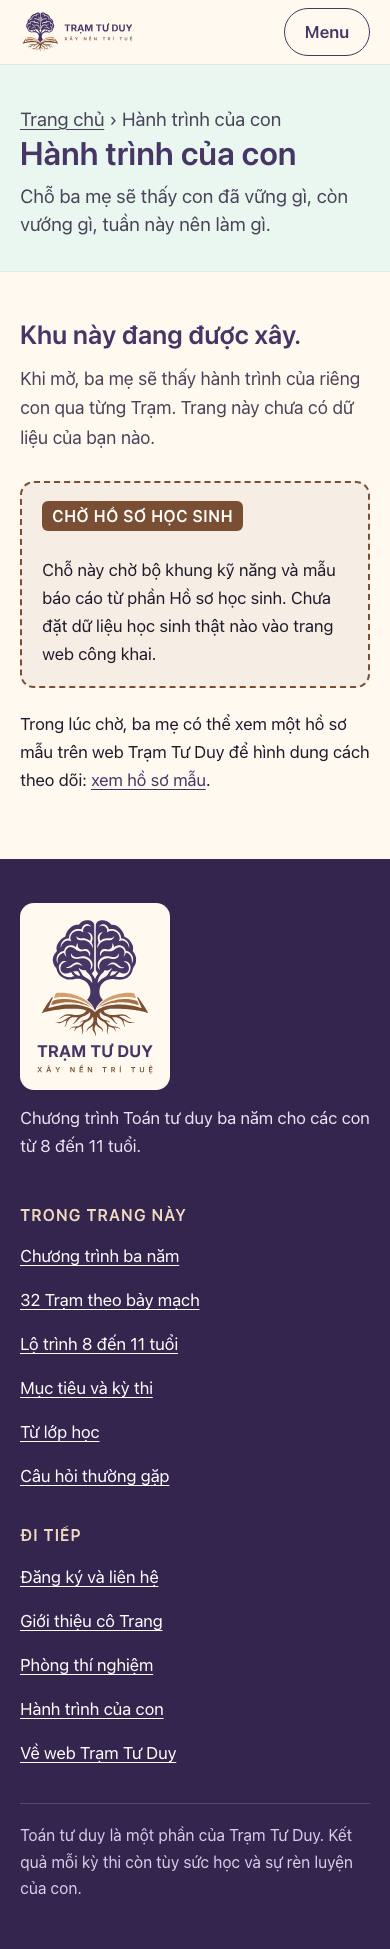 TRẠM TƯ DUY
XÂY NỀN TRÍ TUỆ
Menu
Trang chủ › Hành trình của con
Hành trình của con
Chỗ ba mẹ sẽ thấy con đã vững gì, còn
vướng gì, tuần này nên làm gì.
Khu này đang được xây.
Khi mở, ba mẹ sẽ thấy hành trình của riêng
con qua từng Trạm. Trang này chưa có dữ
liệu của bạn nào.
CHỜ HỒ SƠ HỌC SINH
Chỗ này chờ bộ khung kỹ năng và mẫu
báo cáo từ phần Hồ sơ học sinh. Chưa
đặt dữ liệu học sinh thật nào vào trang
web công khai.
Trong lúc chờ, ba mẹ có thể xem một hồ sơ
mẫu trên web Trạm Tư Duy để hình dung cách
theo dõi: xem hồ sơ mẫu.
TRẠM TƯ DUY
XÂY NỀN TRÍ TUỆ
Chương trình Toán tư duy ba năm cho các con
từ 8 đến 11 tuổi.
TRONG TRANG NÀY
Chương trình ba năm
32 Trạm theo bảy mạch
Lộ trình 8 đến 11 tuổi
Mục tiêu và kỳ thi
Từ lớp học
Câu hỏi thường gặp
ĐI TIẾP
Đăng ký và liên hệ
Giới thiệu cô Trang
Phòng thí nghiệm
Hành trình của con
Về web Trạm Tư Duy
Toán tư duy là một phần của Trạm Tư Duy. Kết
quả mỗi kỳ thi còn tùy sức học và sự rèn luyện
của con.